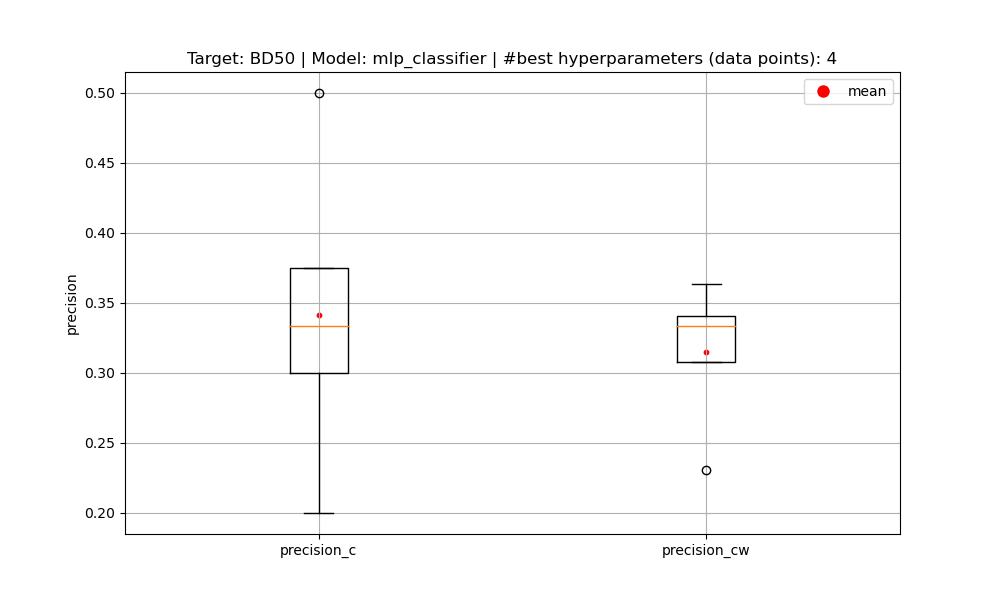 Target: BD50 | Model: mlp_classifier | #best hyperparameters (data points): 4
mean
precision
0.50
0.45
0.40
0.35
0.30
0.25
0.20
precision_c
precision_cw